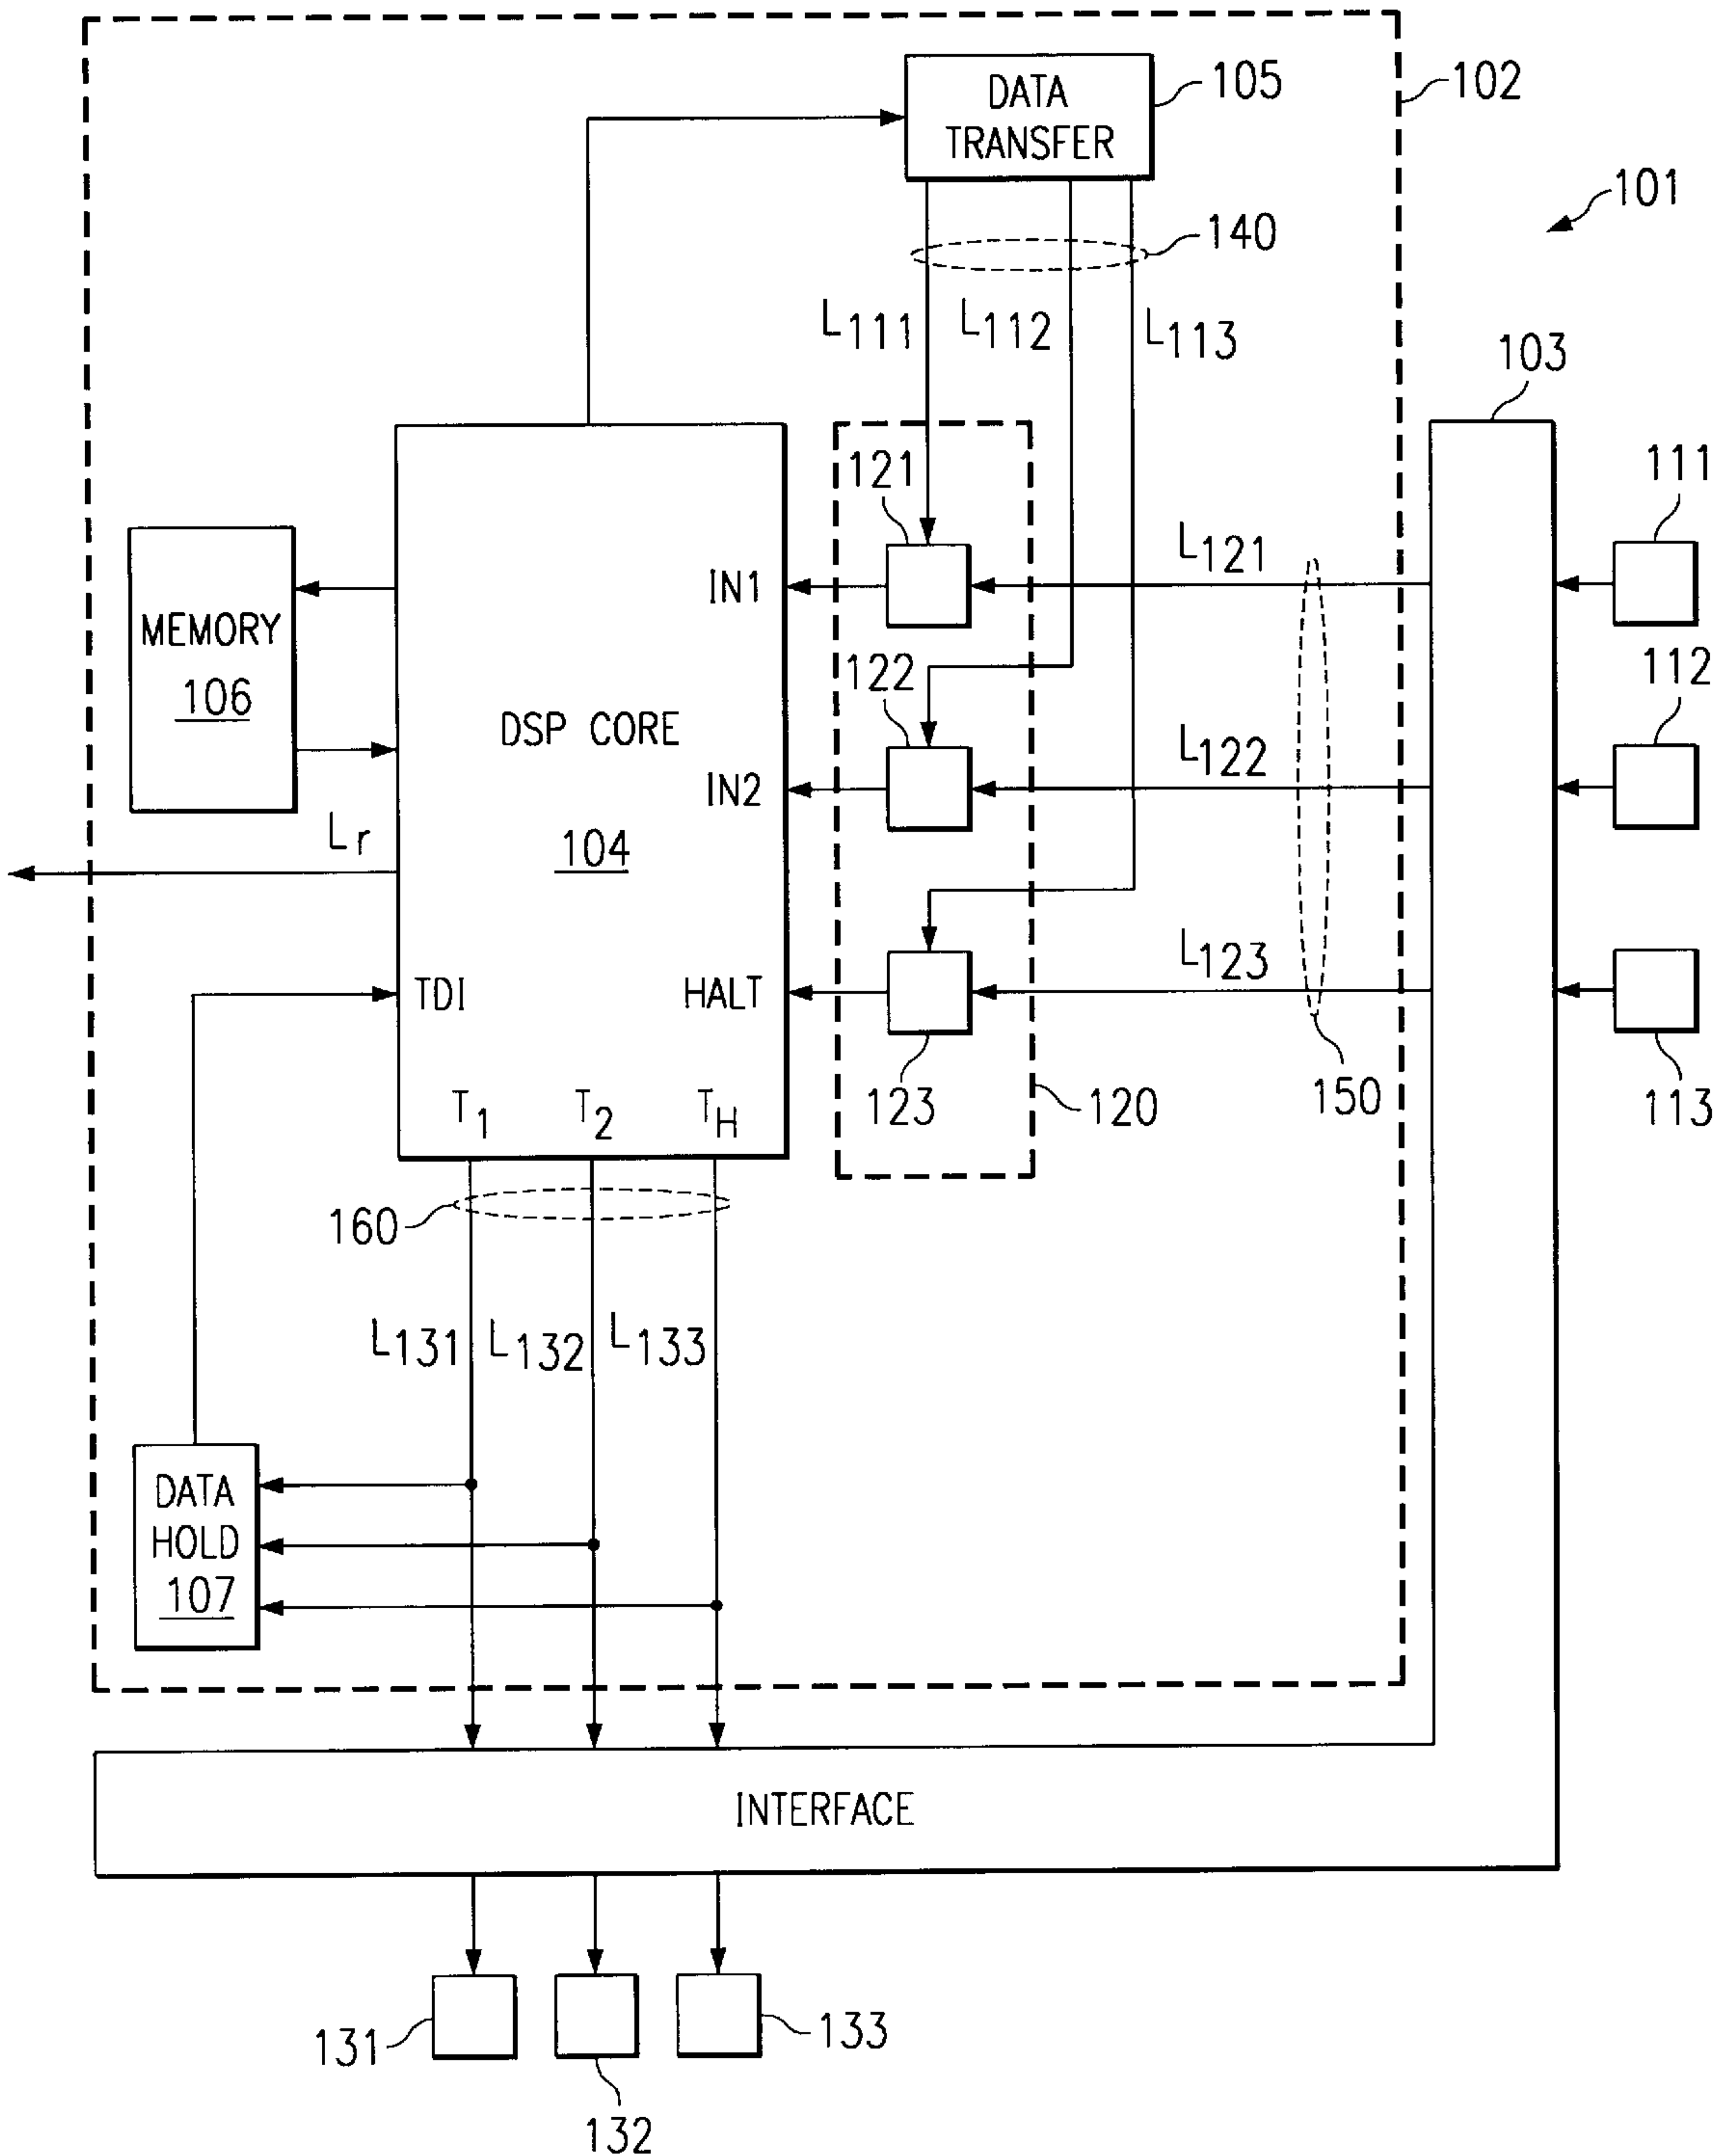 DATA
TRANSFER
105
102
101
140
L111
L112
L113
103
121
111
L121
IN1
MEMORY
106
122
112
L122
DSP CORE
IN2
104
Lr
L123
TDI
HALT
T1
T2
TH
123
120
150
113
160
L131
L132
L133
DATA
HOLD
107
INTERFACE
131
133
132